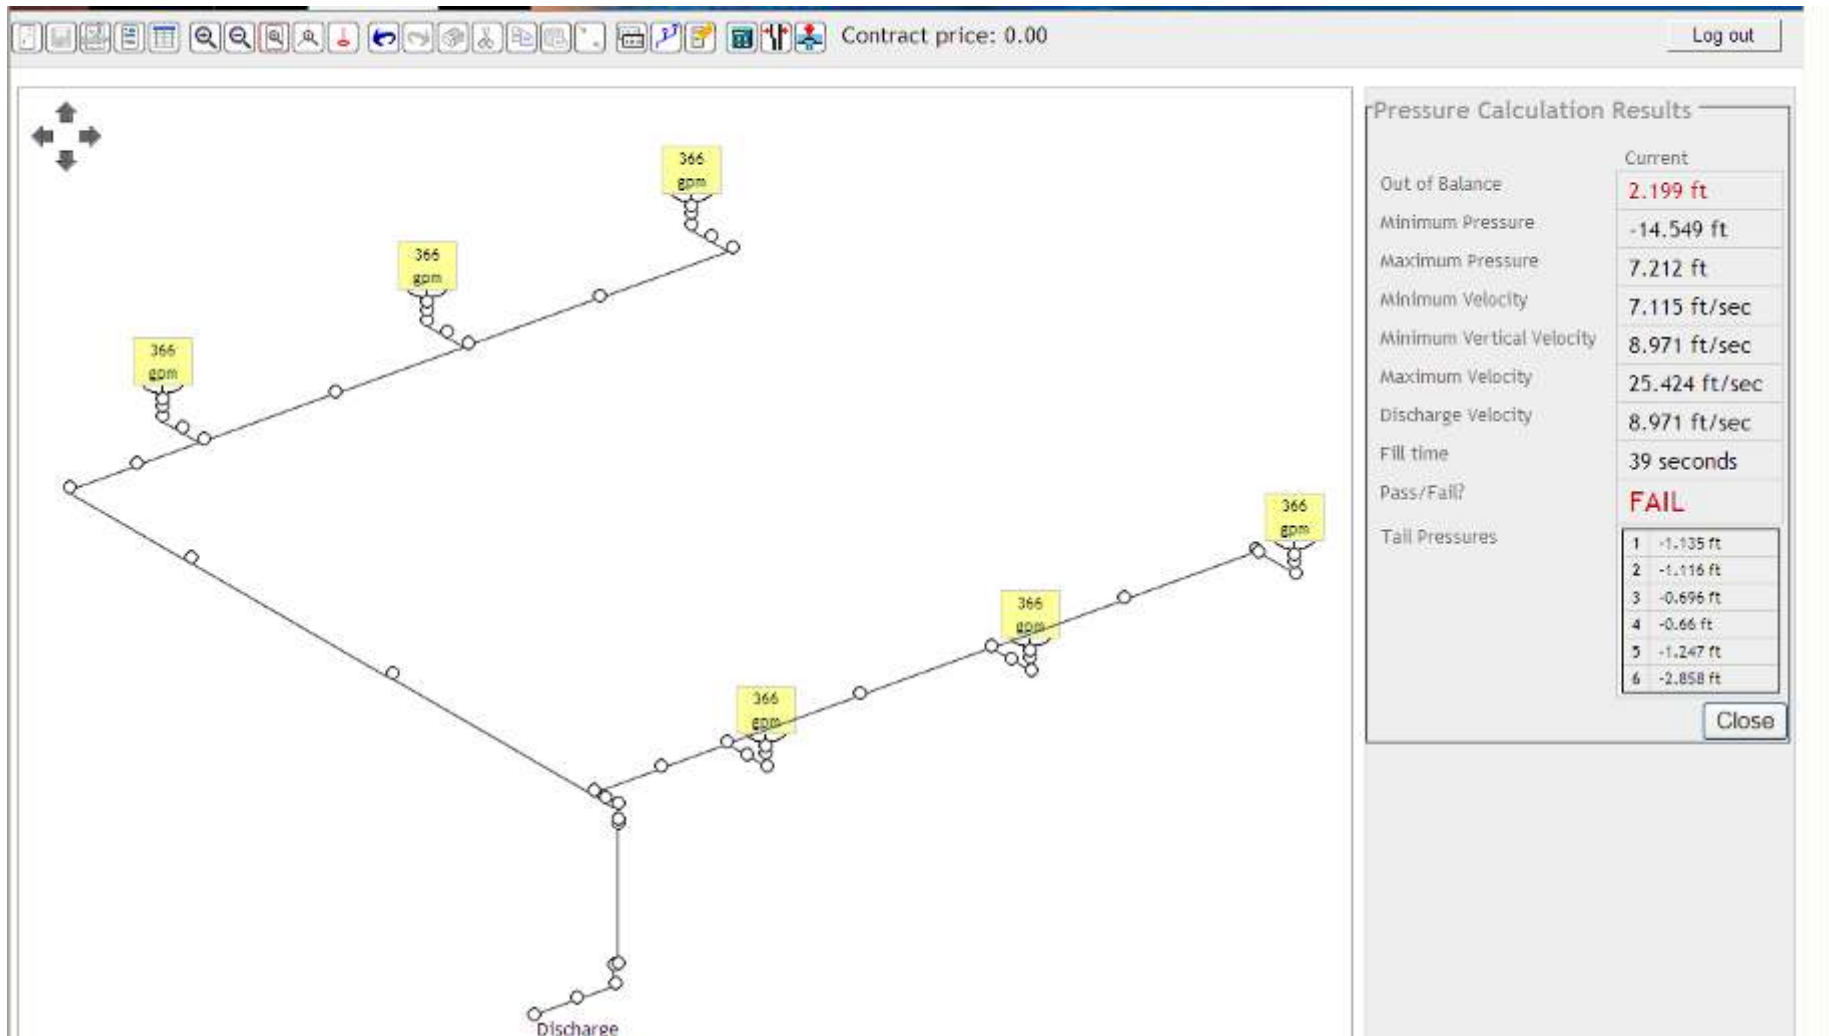 Contract price: 0.00
Log out
366
gpm
366
gpm
366
gpm
366
gpm
366
gpm
366
gpm
Discharge
Pressure Calculation Results
Current
Out of Balance 2.199 ft
Minimum Pressure -14.549 ft
Maximum Pressure 7.212 ft
Minimum Velocity 7.115 ft/sec
Minimum Vertical Velocity 8.971 ft/sec
Maximum Velocity 25.424 ft/sec
Discharge Velocity 8.971 ft/sec
Fill time 39 seconds
Pass/Fail? FAIL
Tail Pressures
1 -1.135 ft
2 -1.116 ft
3 -0.696 ft
4 -0.66 ft
5 -1.247 ft
6 -2.858 ft
Close